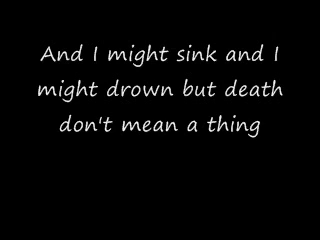 And I might sink and I
might drown but death
don't mean a thing